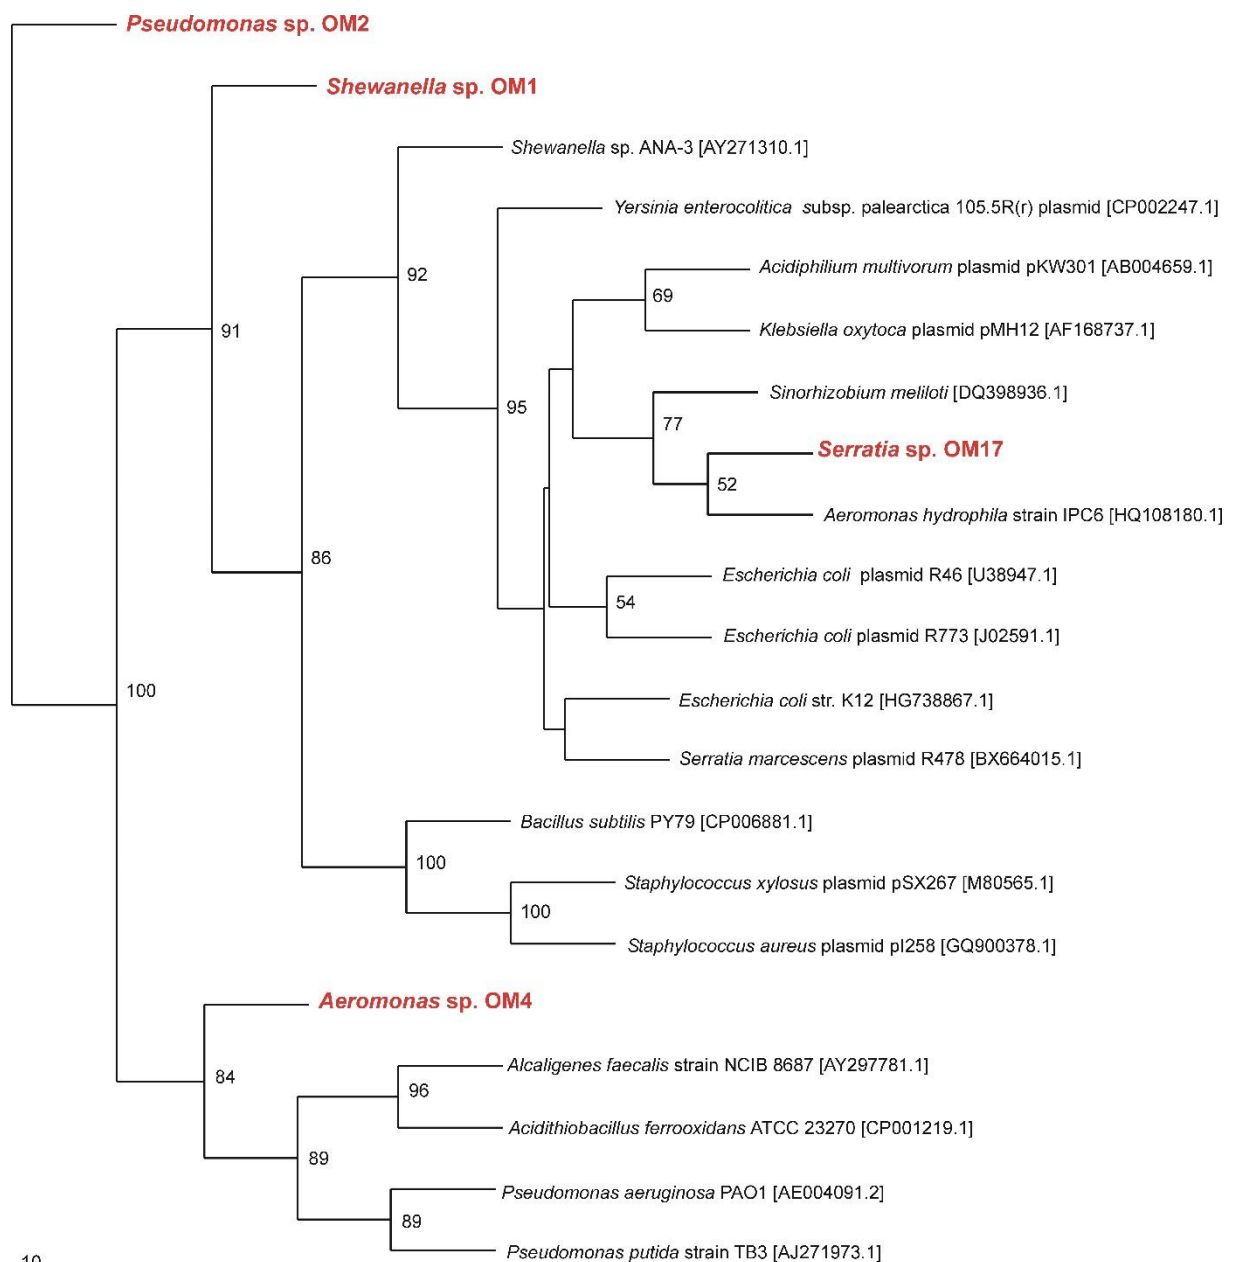 Pseudomonas sp. OM2
Shewanella sp. OM1
Shewanella sp. ANA-3 [AY271310.1]
Yersinia enterocolitica subsp. palearctica 105.5R(r) plasmid [CP002247.1]
92
Acidiphilium multivorum plasmid pKW301 [AB004659.1]
69
91
Klebsiella oxytoca plasmid pMH12 [AF168737.1]
Sinorhizobium meliloti [DQ398936.1]
95
77
Serratia sp. OM17
52
Aeromonas hydrophila strain IPC6 [HQ108180.1]
86
Escherichia coli plasmid R46 [U38947.1]
54
Escherichia coli plasmid R773 [J02591.1]
100
Escherichia coli str. K12 [HG738867.1]
Serratia marcescens plasmid R478 [BX664015.1]
Bacillus subtilis PY79 [CP006881.1]
100
Staphylococcus xylosus plasmid pSX267 [M80565.1]
100
Staphylococcus aureus plasmid pI258 [GQ900378.1]
Aeromonas sp. OM4
Alcaligenes faecalis strain NCIB 8687 [AY297781.1]
84
96
Acidithiobacillus ferrooxidans ATCC 23270 [CP001219.1]
89
Pseudomonas aeruginosa PAO1 [AE004091.2]
89
Pseudomonas putida strain TB3 [AJ271973.1]
10